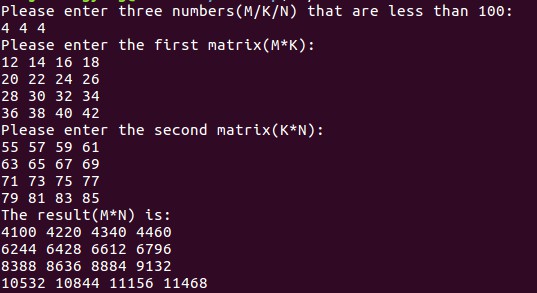 Please enter three numbers(M/K/N) that are less than 100:
4 4 4
Please enter the first matrix(M*K):
12 14 16 18
20 22 24 26
28 30 32 34
36 38 40 42
Please enter the second matrix(K*N):
55 57 59 61
63 65 67 69
71 73 75 77
79 81 83 85
The result(M*N) is:
4100 4220 4340 4460
6244 6428 6612 6796
8388 8636 8884 9132
10532 10844 11156 11468